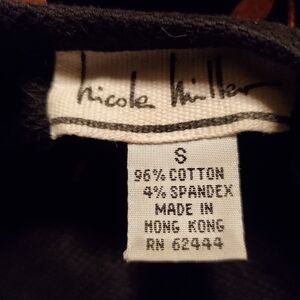 nicole miller
S
96% COTTON
4% SPANDEX
MADE IN
HONG KONG
RN 62444